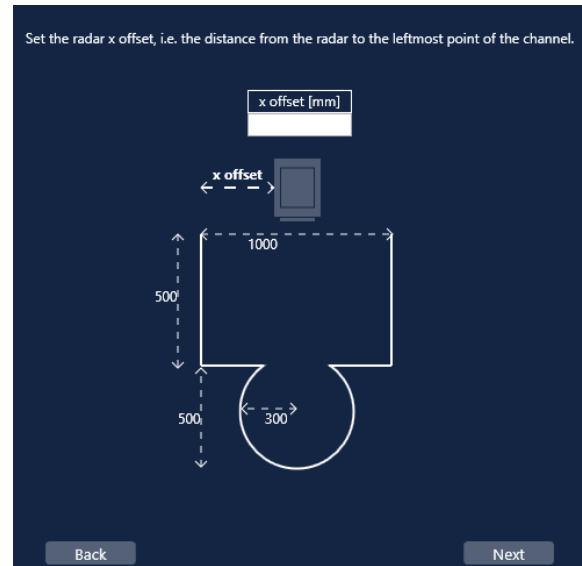 Set the radar x offset, i.e. the distance from the radar to the leftmost point of the channel.
x offset [mm]
x offset
1000
500
500
300
Back
Next